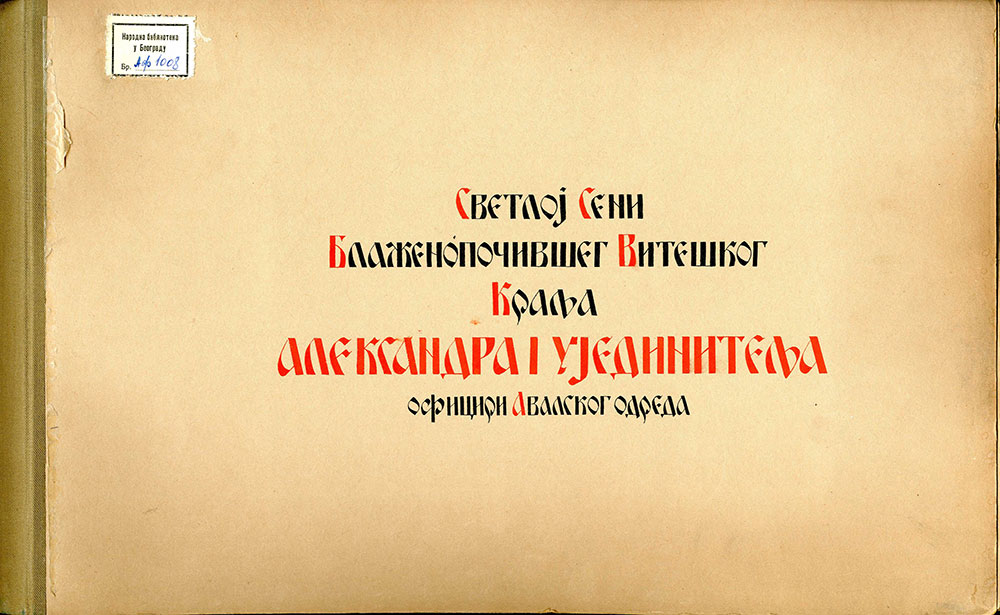 Народна библиотека
у Београду
Бр. АФ 1008
Светлој Сени
Блаженопочившег Витешког
Краља
АЛЕКСАНДРА I УЈЕДИНИТЕЉА
официри Авалског одреда